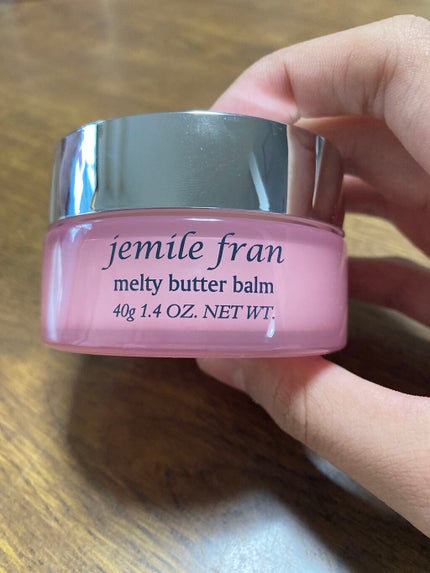 jemile fran
melty butter balm
40g 1.4 OZ. NET WT.